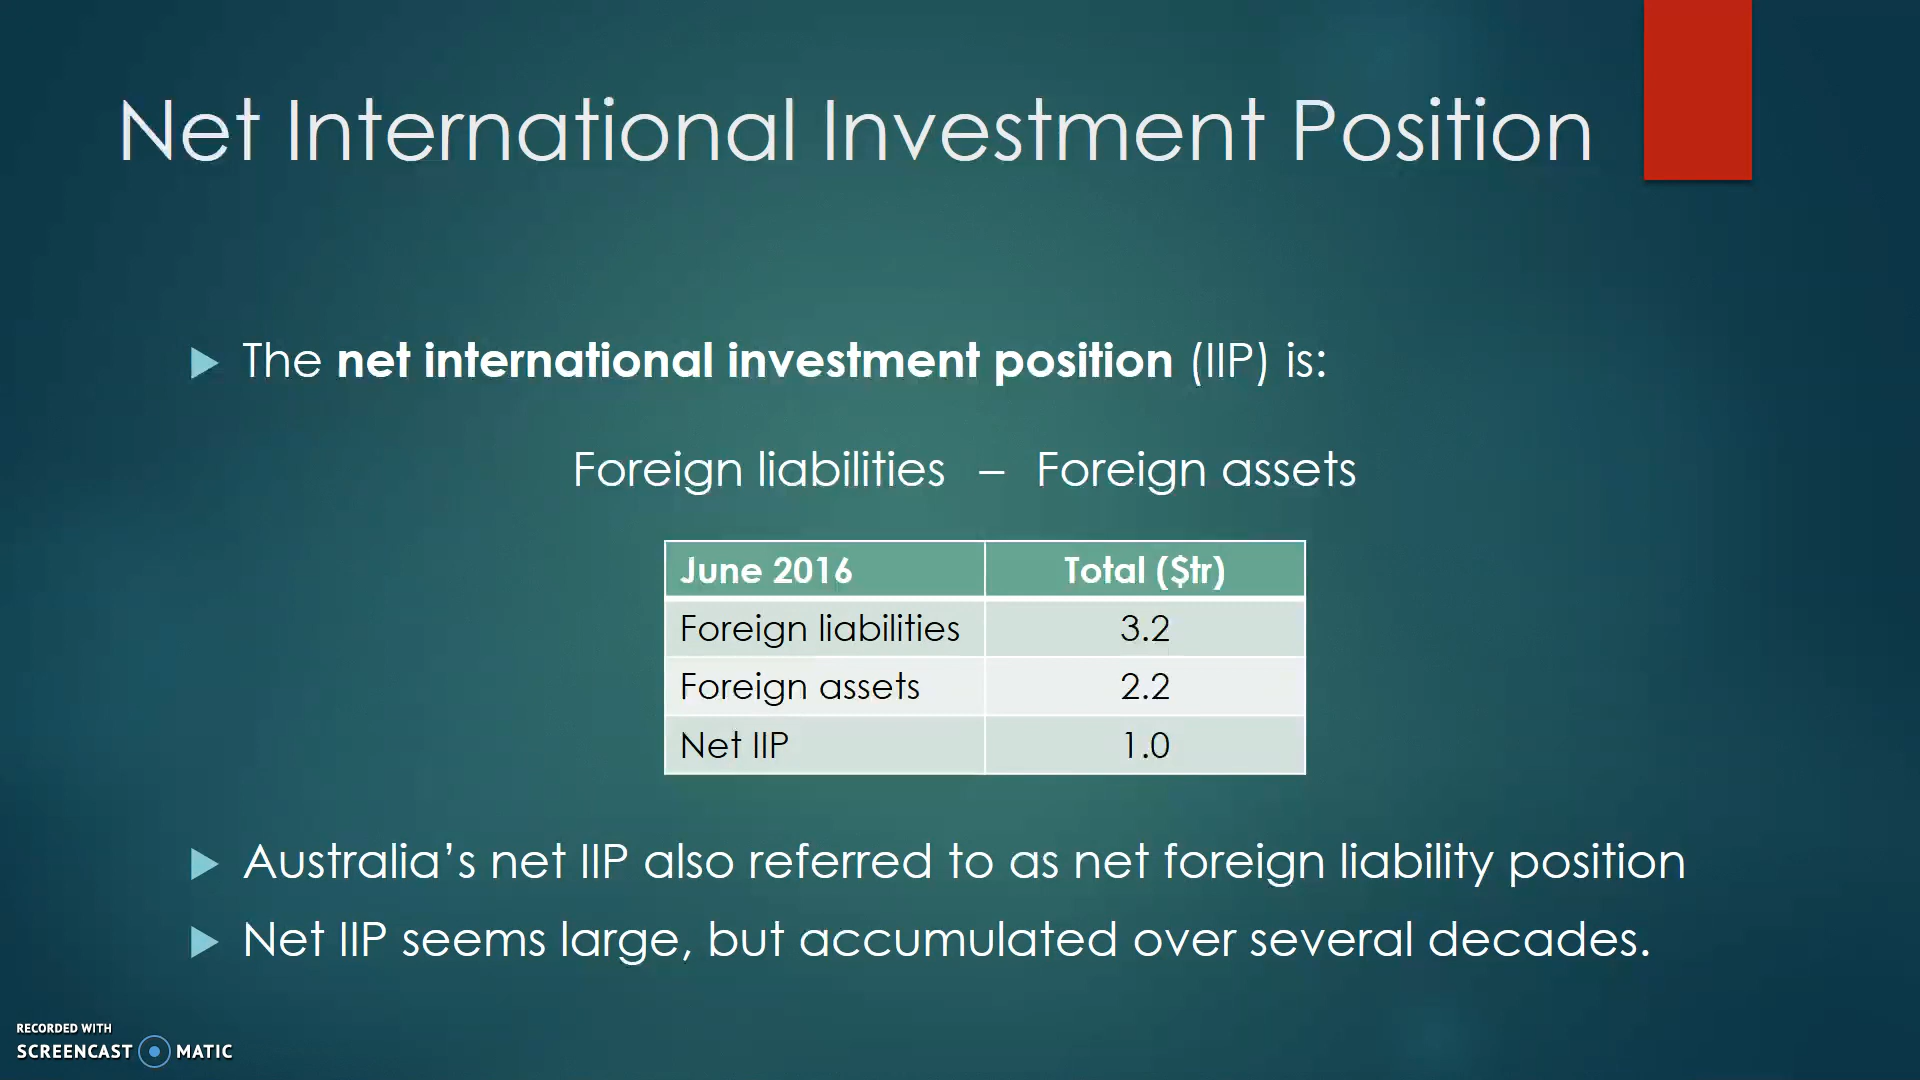 Net International Investment Position
The net international investment position (IIP) is:
Foreign liabilities – Foreign assets
June 2016 Total ($tr)
Foreign liabilities 3.2
Foreign assets 2.2
Net IIP 1.0
Australia’s net IIP also referred to as net foreign liability position
Net IIP seems large, but accumulated over several decades.
RECORDED WITH
SCREENCAST MATIC